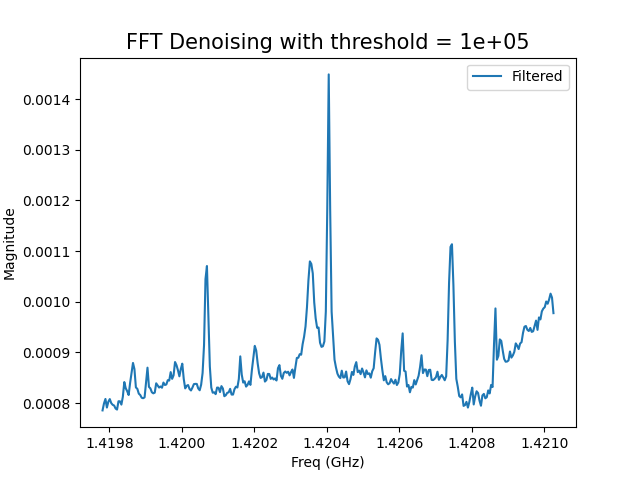 FFT Denoising with threshold = 1e+05
Filtered
0.0014
0.0013
0.0012
0.0011
0.0010
0.0009
0.0008
Magnitude
1.4198 1.4200 1.4202 1.4204 1.4206 1.4208 1.4210
Freq (GHz)